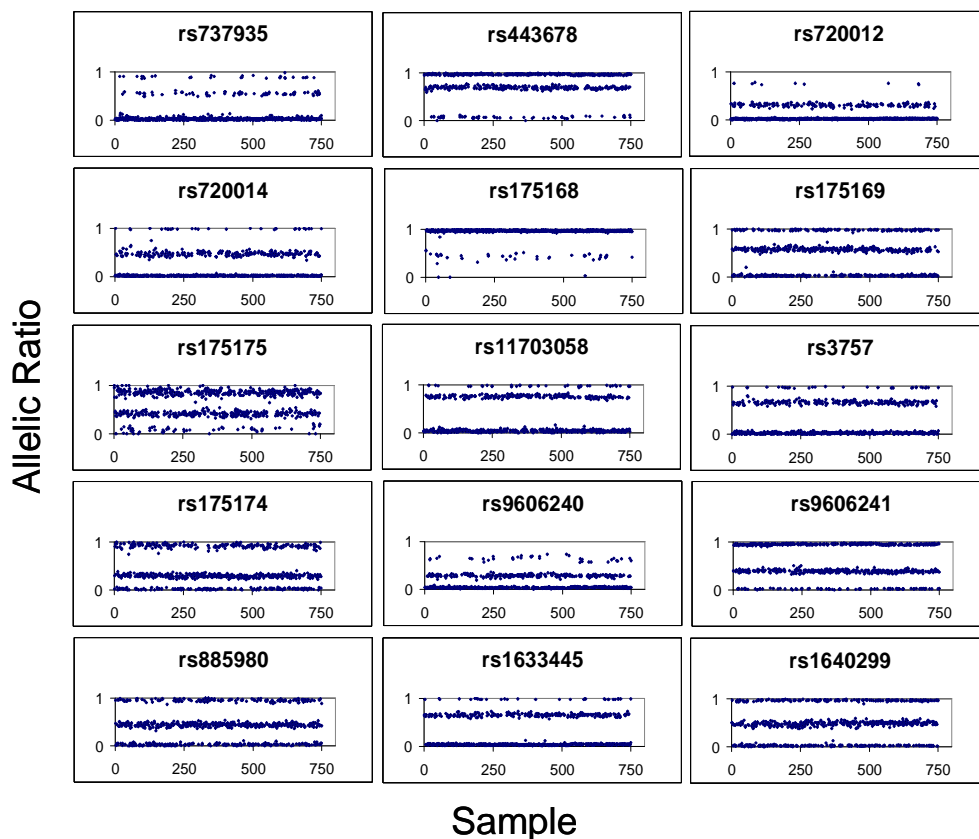 rs737935
1
0
0 250 500 750
rs443678
1
0
0 250 500 750
rs720012
1
0
0 250 500 750
rs720014
1
0
0 250 500 750
rs175168
1
0
0 250 500 750
rs175169
1
0
0 250 500 750
rs175175
1
0
0 250 500 750
rs11703058
1
0
0 250 500 750
rs3757
1
0
0 250 500 750
rs175174
1
0
0 250 500 750
rs9606240
1
0
0 250 500 750
rs9606241
1
0
0 250 500 750
rs885980
1
0
0 250 500 750
rs1633445
1
0
0 250 500 750
rs1640299
1
0
0 250 500 750
Allelic Ratio
Sample